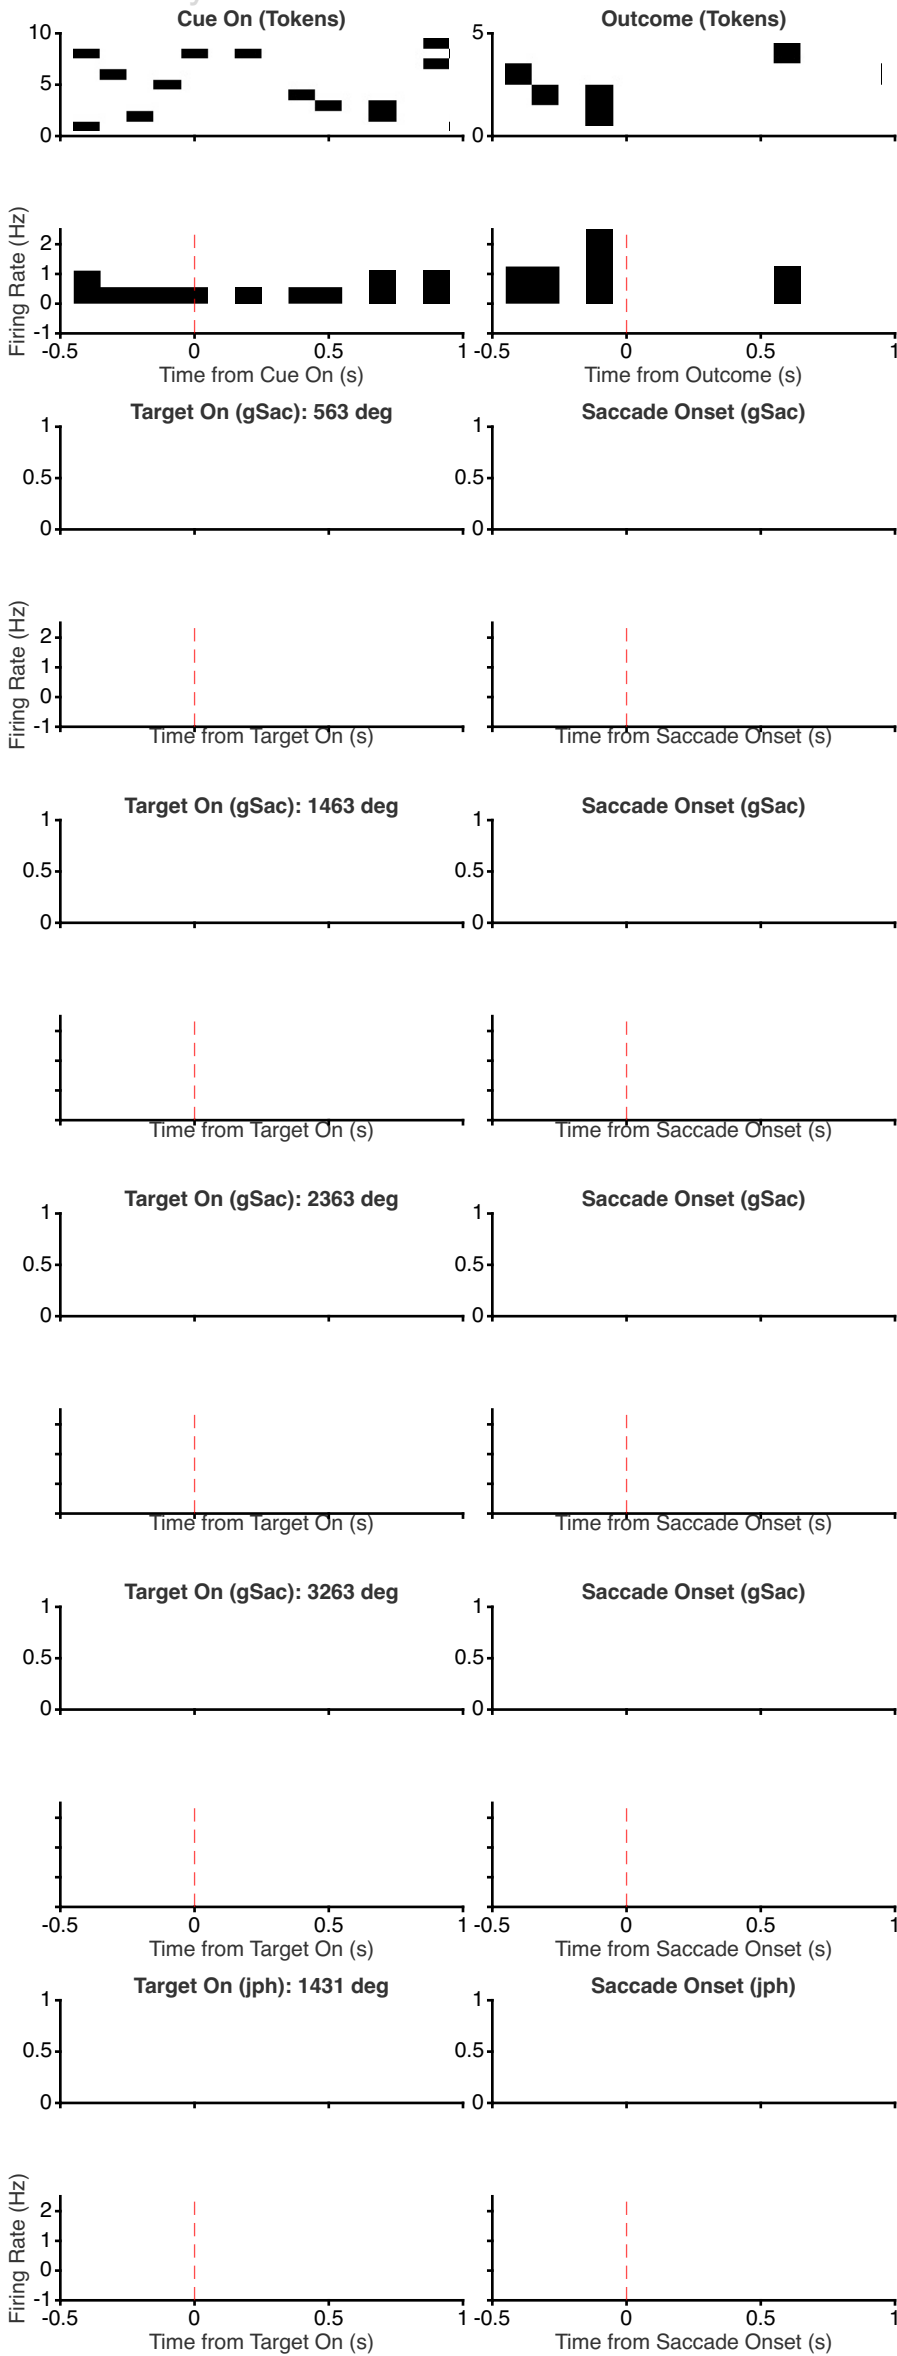 Cue On (Tokens) Outcome (Tokens)
10 5
5
0 0
Firing Rate (Hz)
2
1
0
-1
-0.5 0 0.5 1 -0.5 0 0.5 1
Time from Cue On (s) Time from Outcome (s)
Target On (gSac): 563 deg Saccade Onset (gSac)
1 1
0.5 0.5
0 0
Firing Rate (Hz)
2
1
0
-1
Time from Target On (s) Time from Saccade Onset (s)
Target On (gSac): 1463 deg Saccade Onset (gSac)
1 1
0.5 0.5
0 0
Time from Target On (s) Time from Saccade Onset (s)
Target On (gSac): 2363 deg Saccade Onset (gSac)
1 1
0.5 0.5
0 0
Time from Target On (s) Time from Saccade Onset (s)
Target On (gSac): 3263 deg Saccade Onset (gSac)
1 1
0.5 0.5
0 0
-0.5 0 0.5 1 -0.5 0 0.5 1
Time from Target On (s) Time from Saccade Onset (s)
Target On (jph): 1431 deg Saccade Onset (jph)
1 1
0.5 0.5
0 0
Firing Rate (Hz)
2
1
0
-1
-0.5 0 0.5 1 -0.5 0 0.5 1
Time from Target On (s) Time from Saccade Onset (s)